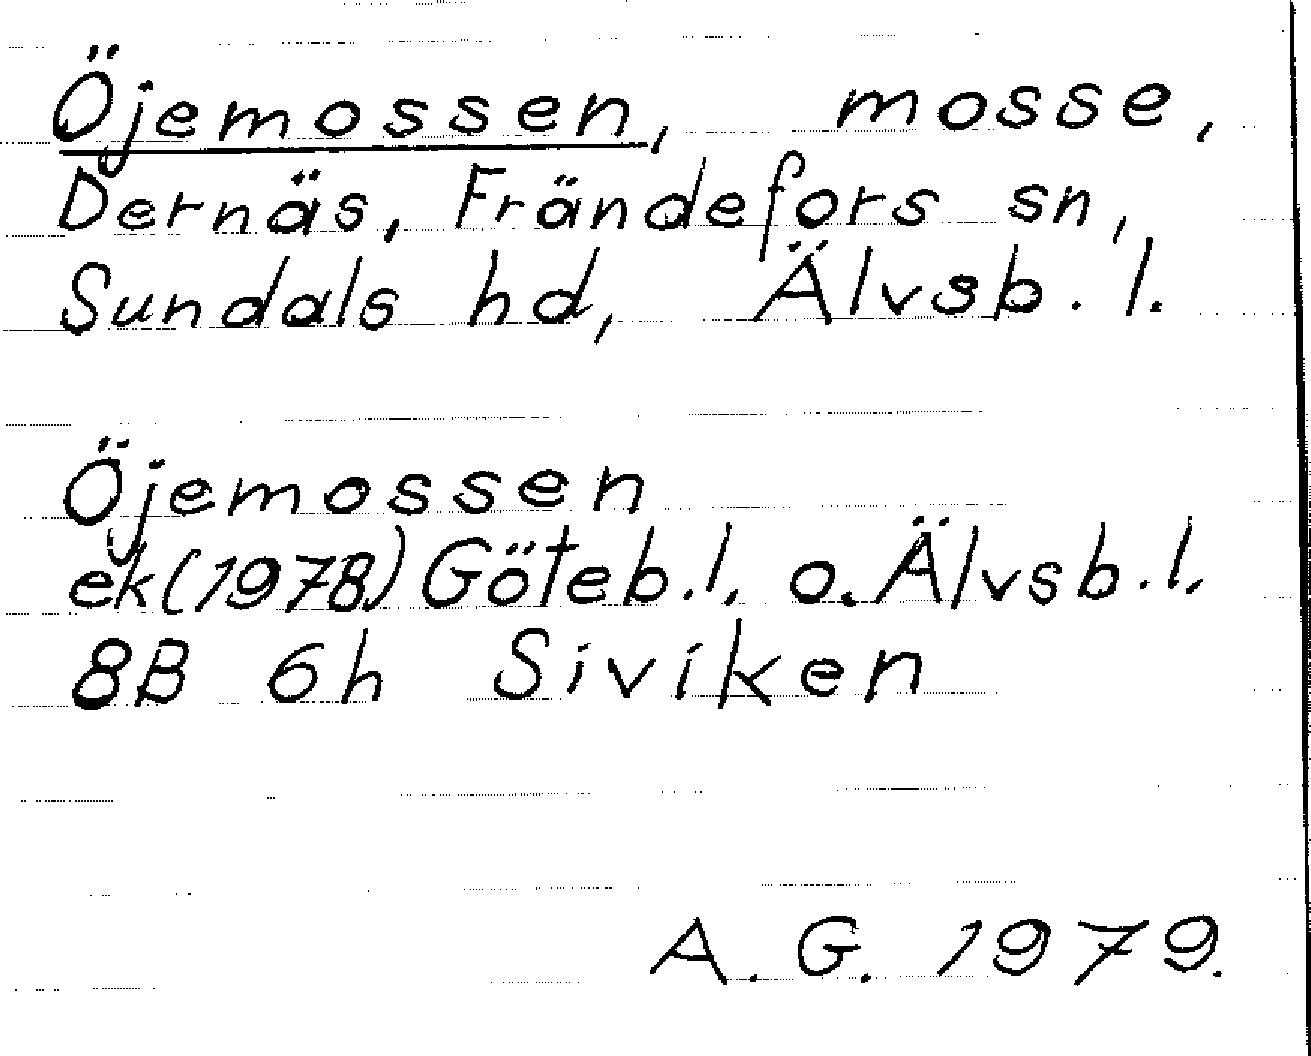 Öjemossen, mosse,
Dernäs, Frändefors sn,
Sundals hd, Älvsb. l.
Öjemossen
ek (1978) Göteb. l. o. Älvsb. l.
8B 6h Siviken
A. G. 1979.